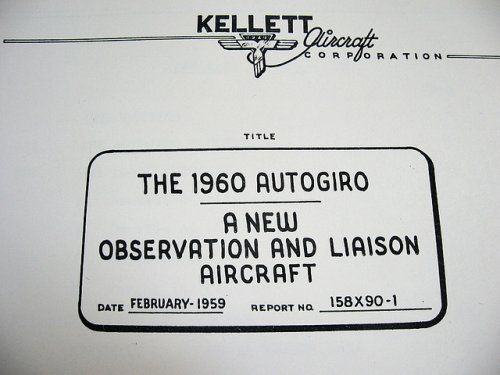 KELLETT
Aircraft
CORPORATION
TITLE
THE 1960 AUTOGIRO
A NEW
OBSERVATION AND LIAISON
AIRCRAFT
DATE FEBRUARY-1959 REPORT NO. 158X90-1